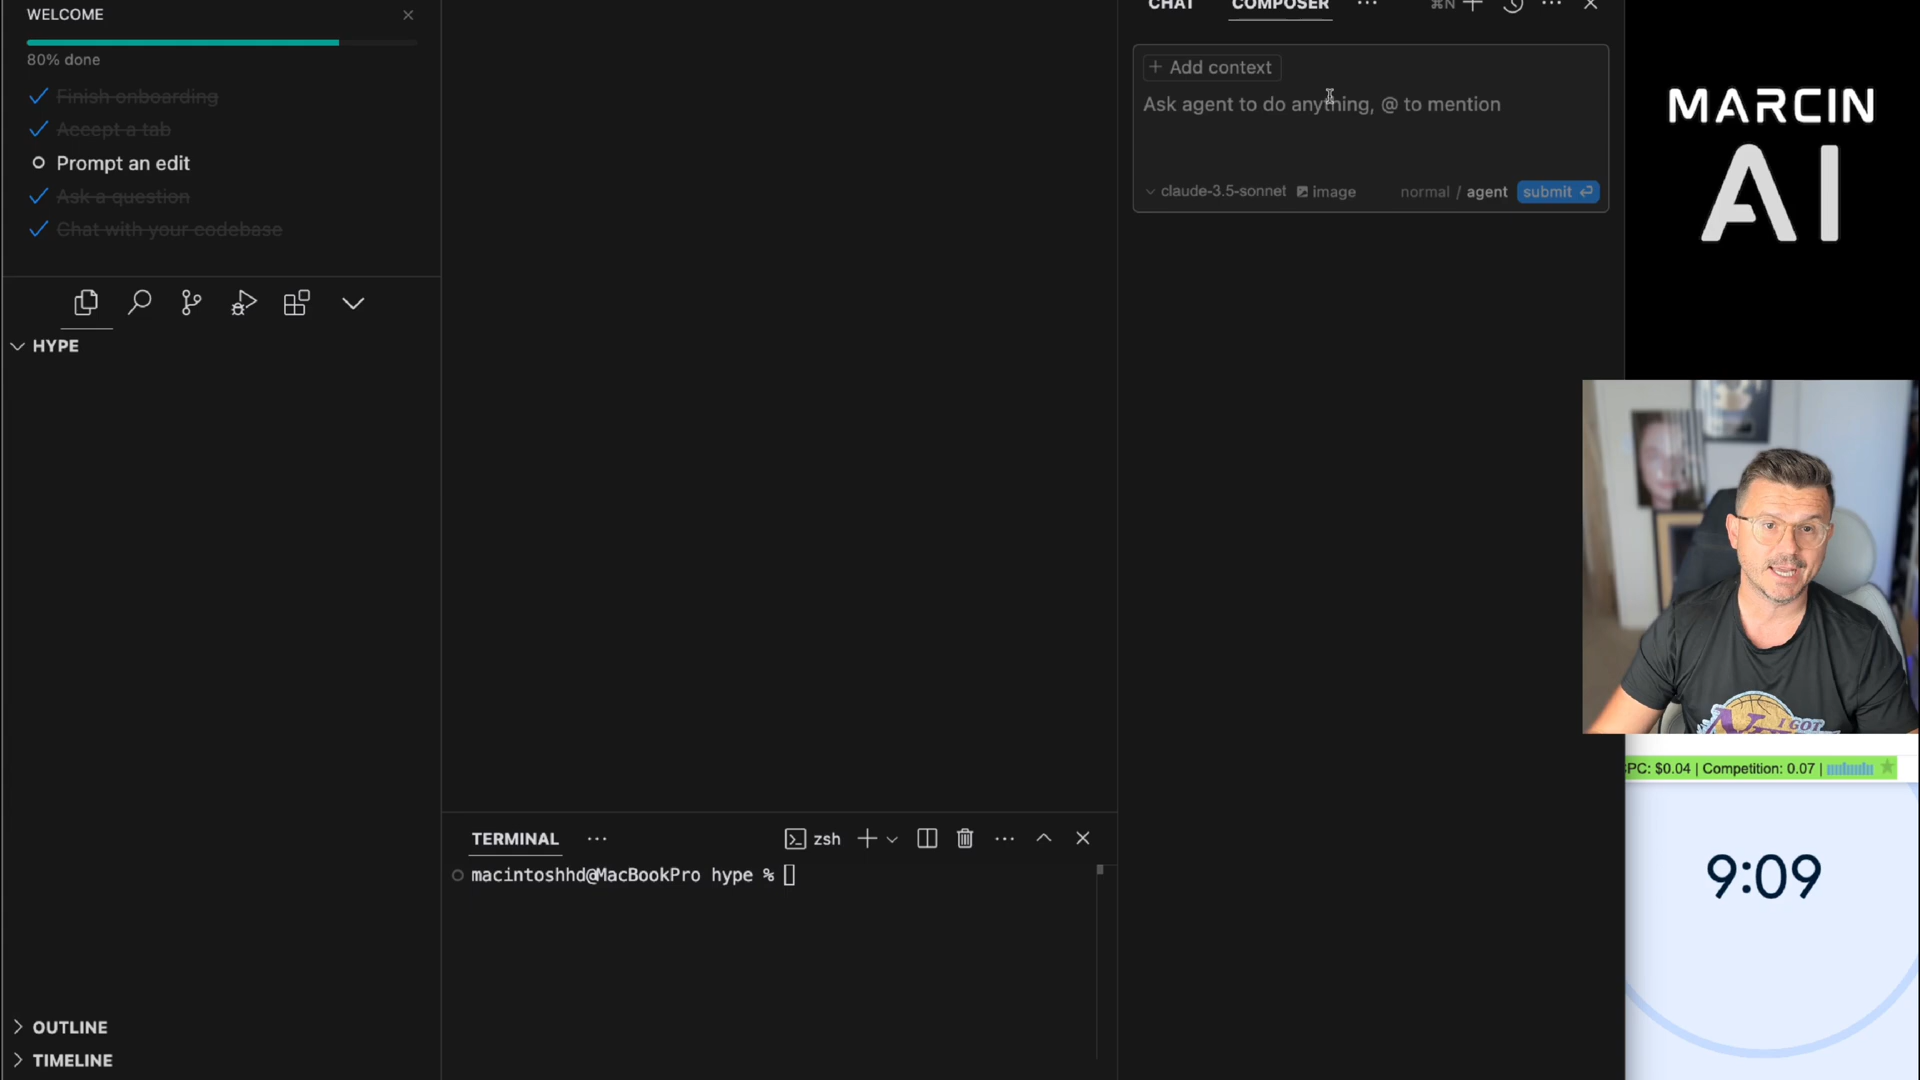 WELCOME
80% done
Finish onboarding
Accept a tab
Prompt an edit
Ask a question
Chat with your codebase
HYPE
OUTLINE
TIMELINE
TERMINAL
zsh
macintoshhd@MacBookPro hype %
CHAT
COMPOSER
⌘N
+ Add context
Ask agent to do anything, @ to mention
claude-3.5-sonnet image normal / agent submit
MARCIN
AI
I GOT
PC: $0.04 | Competition: 0.07 |
9:09